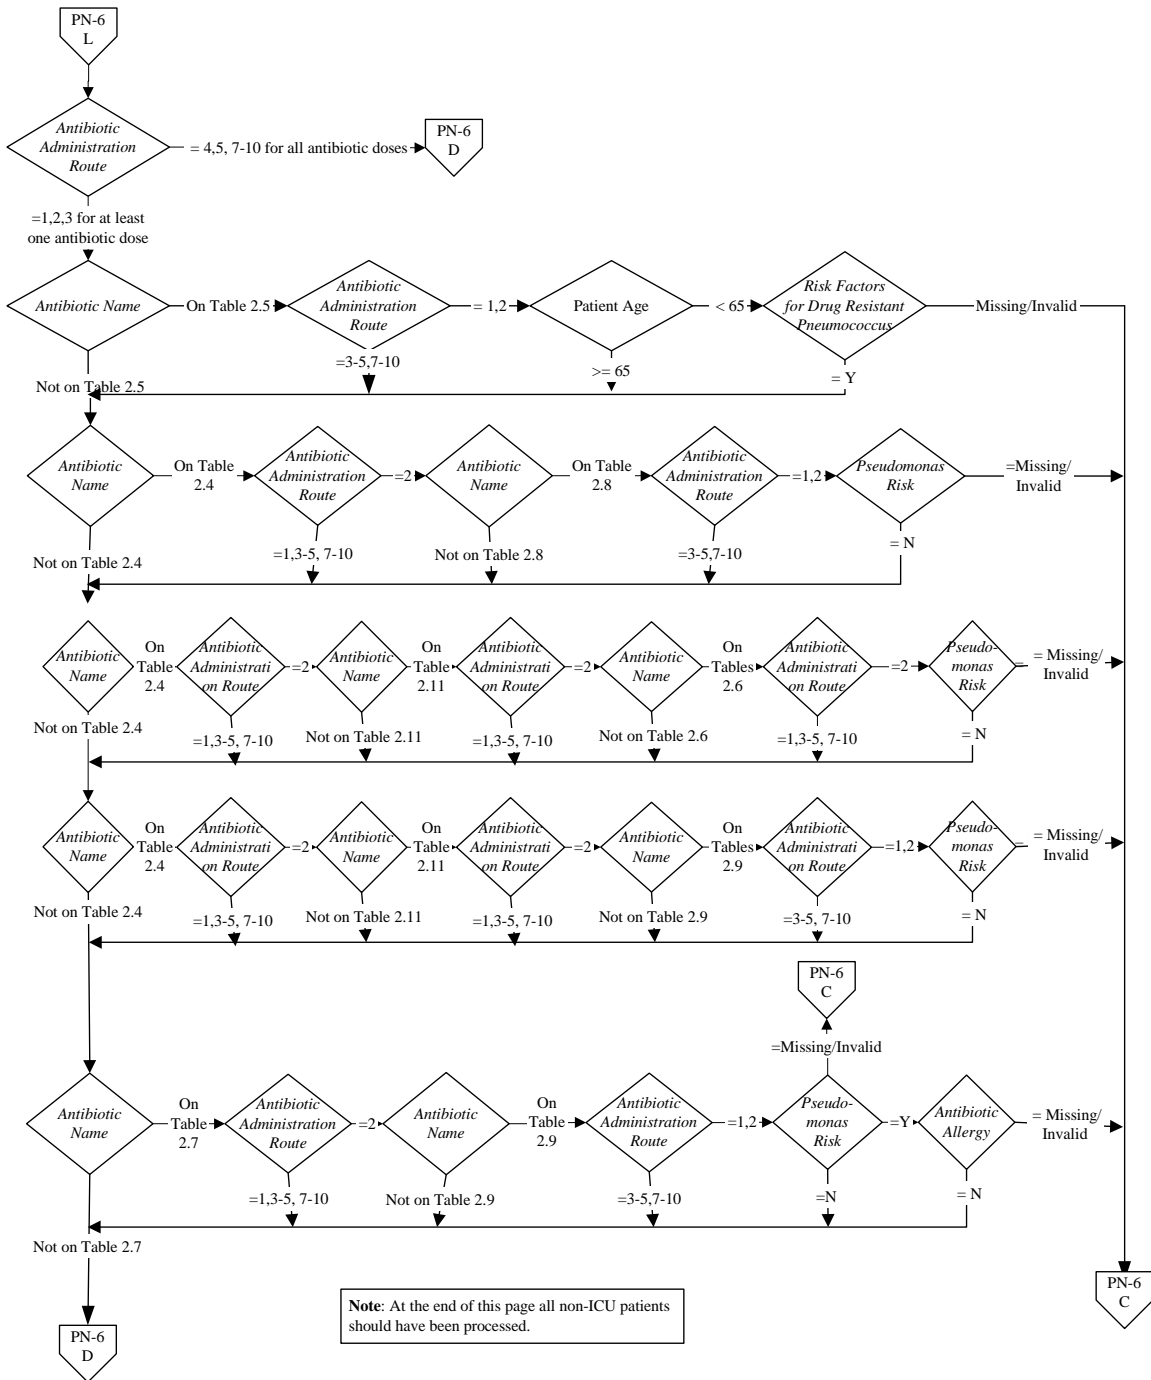 PN-6
L
Antibiotic
Administration
Route
= 4,5, 7-10 for all antibiotic doses
PN-6
D
=1,2,3 for at least
one antibiotic dose
Antibiotic Name
On Table 2.5
Antibiotic
Administration
Route
= 1,2
Patient Age
< 65
Risk Factors
for Drug Resistant
Pneumococcus
Missing/Invalid
Not on Table 2.5
=3-5,7-10
>= 65
= Y
Antibiotic
Name
On Table
2.4
Antibiotic
Administration
Route
=2
Antibiotic
Name
On Table
2.8
Antibiotic
Administration
Route
=1,2
Pseudomonas
Risk
=Missing/
Invalid
Not on Table 2.4
=1,3-5, 7-10
Not on Table 2.8
=3-5,7-10
= N
Antibiotic
Name
On
Table
2.4
Antibiotic
Administrati
on Route
=2
Antibiotic
Name
On
Table
2.11
Antibiotic
Administrati
on Route
=2
Antibiotic
Name
On
Tables
2.6
Antibiotic
Administrati
on Route
=2
Pseudo-
monas
Risk
= Missing/
Invalid
Not on Table 2.4
=1,3-5, 7-10
Not on Table 2.11
=1,3-5, 7-10
Not on Table 2.6
=1,3-5, 7-10
= N
Antibiotic
Name
On
Table
2.4
Antibiotic
Administrati
on Route
=2
Antibiotic
Name
On
Table
2.11
Antibiotic
Administrati
on Route
=2
Antibiotic
Name
On
Tables
2.9
Antibiotic
Administrati
on Route
=1,2
Pseudo-
monas
Risk
= Missing/
Invalid
Not on Table 2.4
=1,3-5, 7-10
Not on Table 2.11
=1,3-5, 7-10
Not on Table 2.9
=3-5, 7-10
= N
PN-6
C
=Missing/Invalid
Antibiotic
Name
On
Table
2.7
Antibiotic
Administration
Route
=2
Antibiotic
Name
On
Table
2.9
Antibiotic
Administration
Route
=1,2
Pseudo-
monas
Risk
=Y
Antibiotic
Allergy
= Missing/
Invalid
=1,3-5, 7-10
Not on Table 2.9
=3-5,7-10
=N
= N
Not on Table 2.7
PN-6
D
Note: At the end of this page all non-ICU patients
should have been processed.
PN-6
C